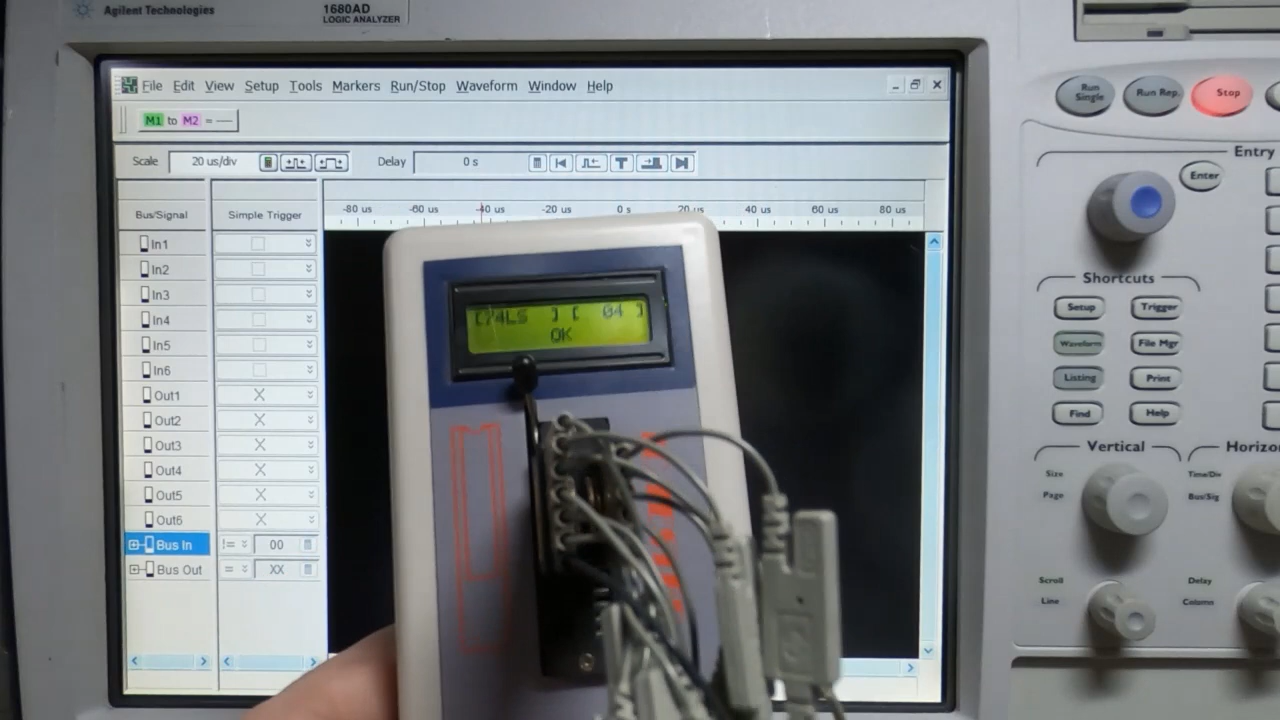 Agilent Technologies
1680AD
LOGIC ANALYZER
File Edit View Setup Tools Markers Run/Stop Waveform Window Help
M1 to M2 =
Scale 20 us/div Delay 0 s
Bus/Signal Simple Trigger
-80 us -60 us -40 us -20 us 0 s 20 us 40 us 60 us 80 us
In1
In2
In3
In4
In5
In6
Out1 X
Out2 X
Out3 X
Out4 X
Out5 X
Out6 X
Bus In != 00
Bus Out = XX
[74LS ] [ 04 ]
OK
Run Single
Run Rep.
Stop
Entry
Enter
Shortcuts
Setup Trigger
Waveform File Mgr
Listing Print
Find Help
Vertical
Size
Page
Time/Div
Bus/Sig
Scroll
Line
Delay
Column